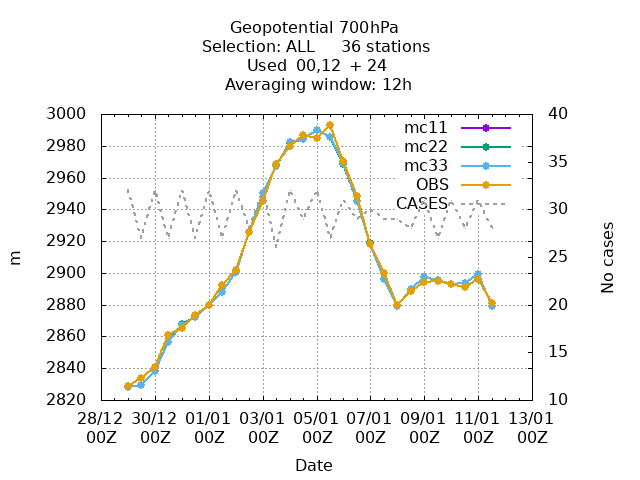 Geopotential 700hPa
Selection: ALL 36 stations
Used 00,12 + 24
Averaging window: 12h
3000
2980
2960
2940
2920
2900
2880
2860
2840
2820
m
40
35
30
25
20
15
10
No cases
mc11
mc22
mc33
OBS
CASES
28/12 30/12 01/01 03/01 05/01 07/01 09/01 11/01 13/01
00Z 00Z 00Z 00Z 00Z 00Z 00Z 00Z 00Z
Date